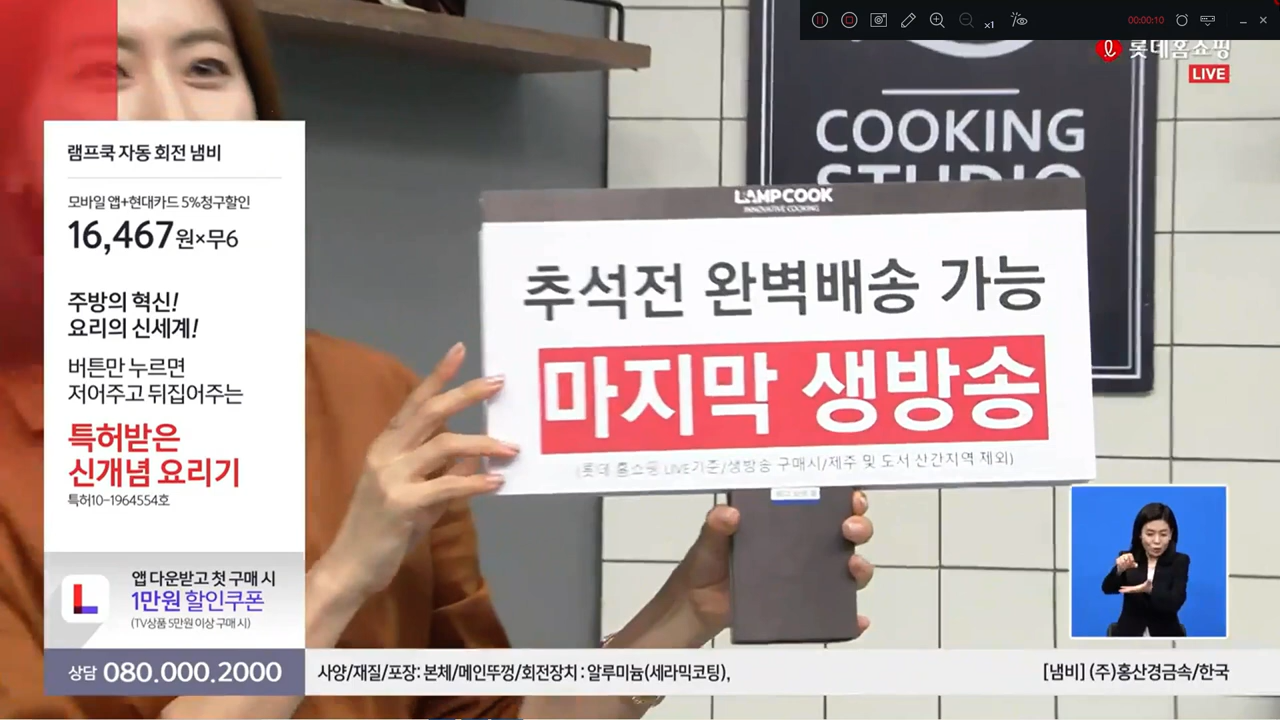 00:00:10
x1
롯데홈쇼핑
LIVE
COOKING
STUDIO
램프쿡 자동 회전 냄비
모바일 앱+현대카드 5%청구할인
16,467원×무6
주방의 혁신!
요리의 신세계!
버튼만 누르면
저어주고 뒤집어주는
특허받은
신개념 요리기
특허10-1964554호
앱 다운받고 첫 구매 시
1만원 할인쿠폰
(TV상품 5만원 이상 구매 시)
상담 080.000.2000
LAMPCOOK
INNOVATIVE COOKING
추석전 완벽배송 가능
마지막 생방송
(롯데 홈쇼핑 LIVE기준/생방송 구매시/제주 및 도서 산간지역 제외)
사양/재질/포장: 본체/메인뚜껑/회전장치 : 알루미늄(세라믹코팅),
[냄비] (주)홍산경금속/한국